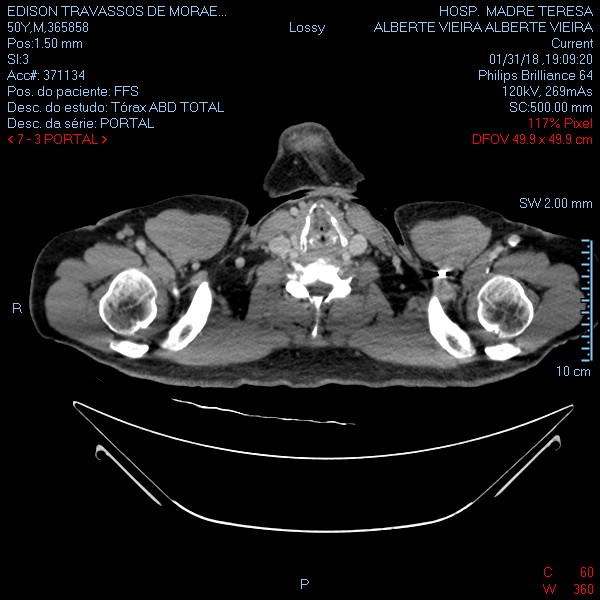 EDISON TRAVASSOS DE MORAE...
50Y,M,365858
Pos:1.50 mm
SI:3
Acc#: 371134
Pos. do paciente: FFS
Desc. do estudo: Tórax ABD TOTAL
Desc. da série: PORTAL
< 7 - 3 PORTAL >
Lossy
HOSP. MADRE TERESA
ALBERTE VIEIRA ALBERTE VIEIRA
Current
01/31/18 ,19:09:20
Philips Brilliance 64
120kV, 269mAs
SC:500.00 mm
117% Pixel
DFOV 49.9 x 49.9 cm
SW 2.00 mm
R
10 cm
P
C 60
W 360